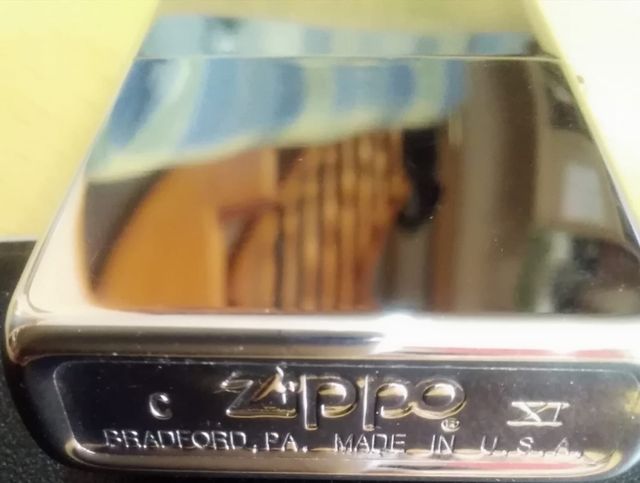 C Zippo® XI
BRADFORD, PA. MADE IN U.S.A.